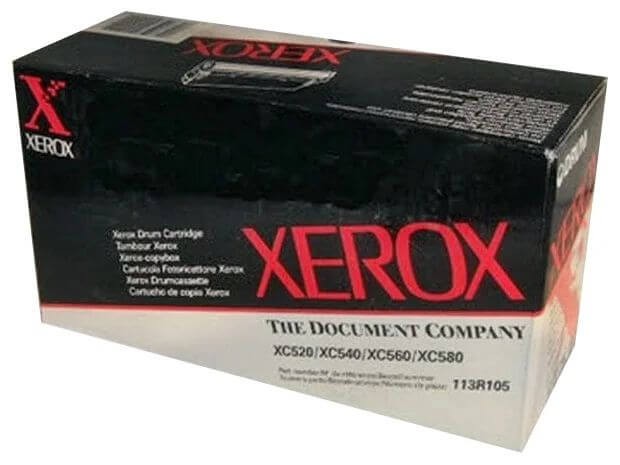 XEROX
XEROX
Xerox Drum Cartridge
Tambour Xerox
Xerox-copybox
Cartuccia Fotoricettore Xerox
Xerox Drumcassette
Cartucho de copia Xerox
XEROX
THE DOCUMENT COMPANY
XC520/XC540/XC560/XC580
113R105